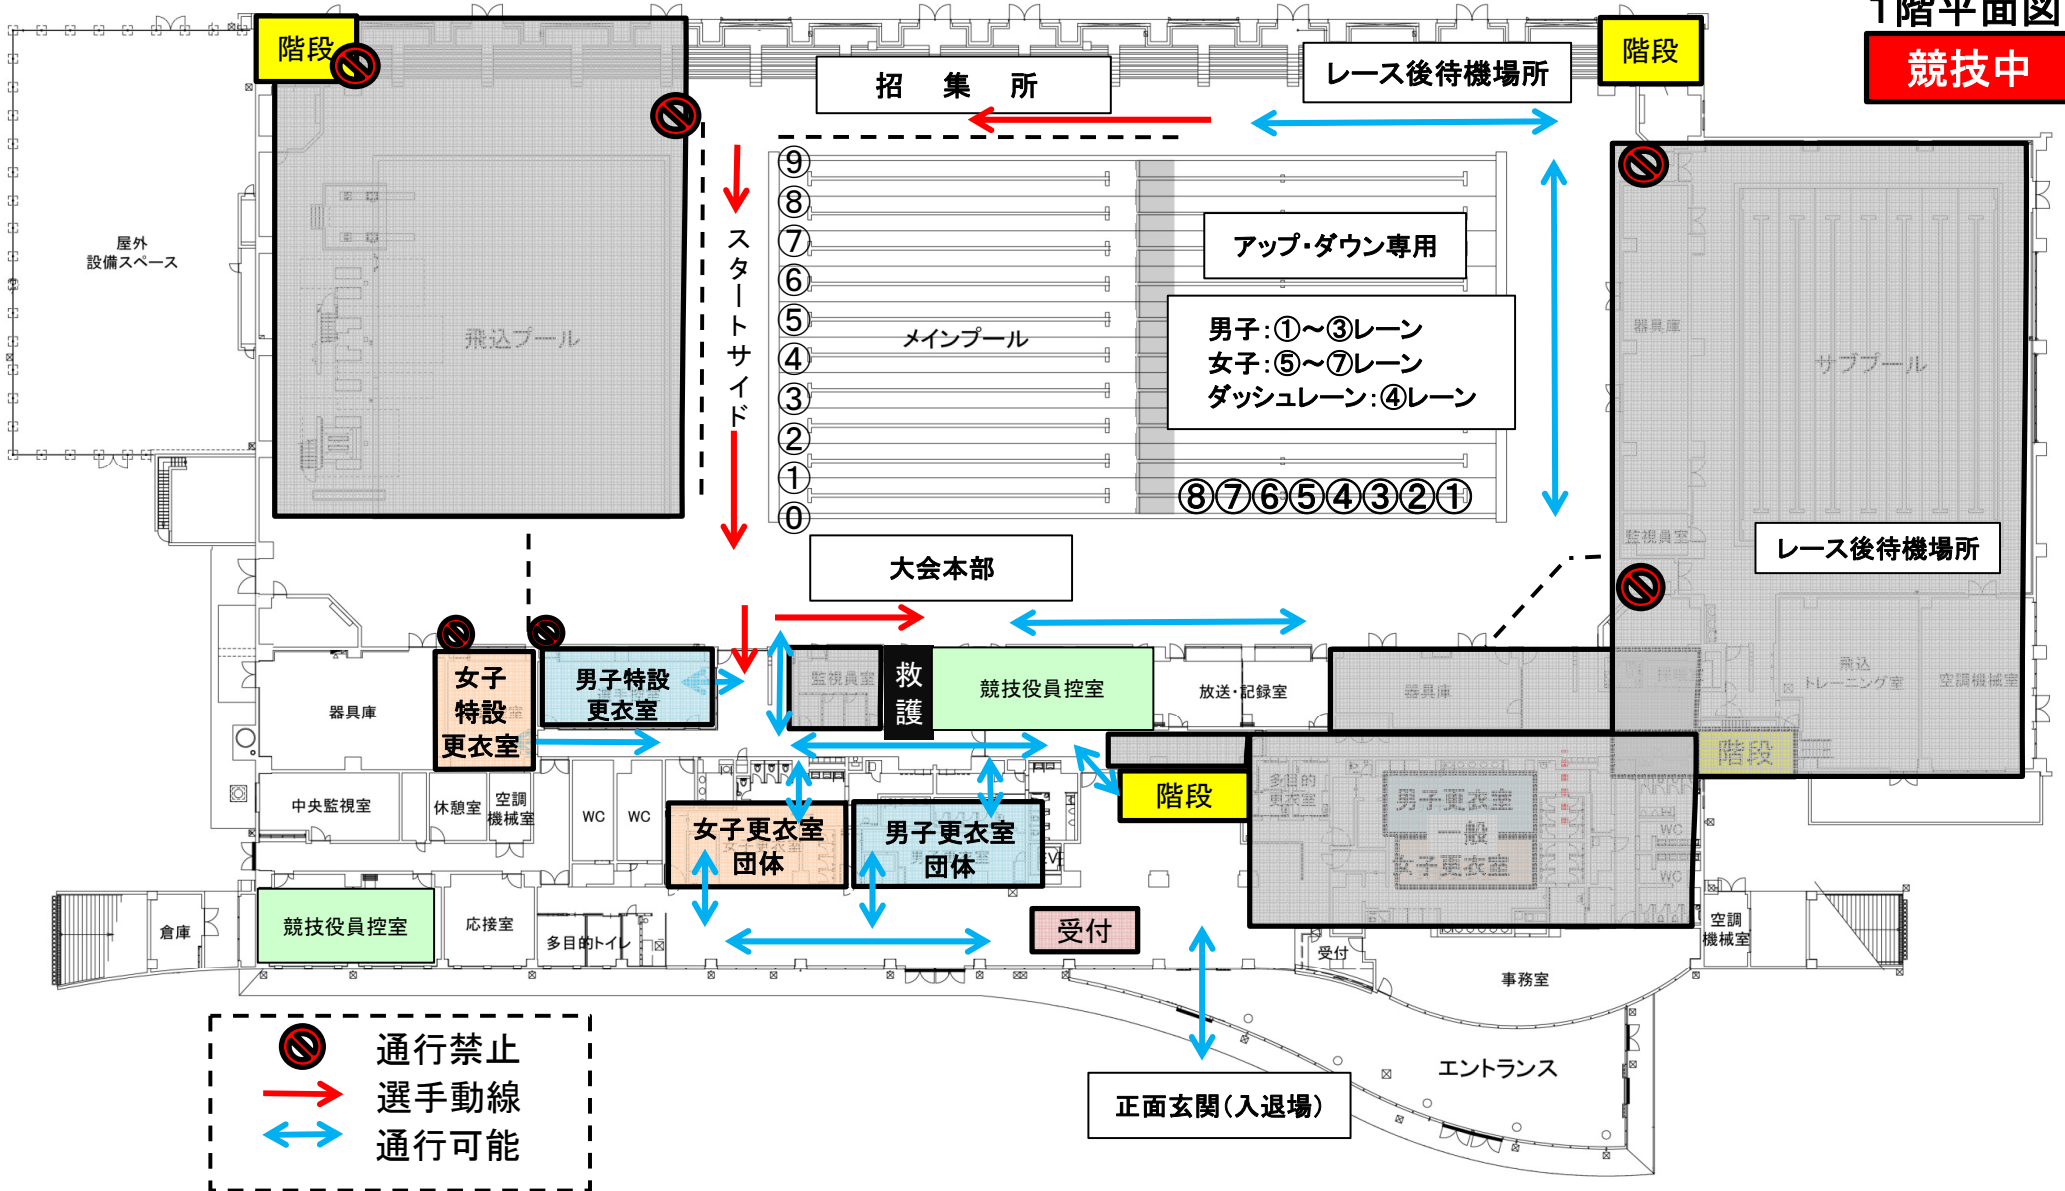 1階平面図
競技中
階段
招　集　所
レース後待機場所
階段
屋外
設備スペース
飛込プール
スタートサイド
⑨
⑧
⑦
⑥
⑤
④
③
②
①
⓪
メインプール
アップ・ダウン専用
男子：①～③レーン
女子：⑤～⑦レーン
ダッシュレーン：④レーン
⑧⑦⑥⑤④③②①
器具庫
サブプール
監視員室
レース後待機場所
大会本部
器具庫
女子
特設
更衣室
男子特設
更衣室
監視員室
救護
競技役員控室
放送・記録室
器具庫
飛込
トレーニング室
空調機械室
階段
中央監視室
休憩室
空調
機械室
WC
WC
女子更衣室
団体
男子更衣室
団体
EV
階段
多目的
更衣室
男子更衣室
一般
女子更衣室
WC
WC
倉庫
競技役員控室
応接室
多目的トイレ
受付
受付
事務室
空調
機械室
エントランス
正面玄関（入退場）
通行禁止
選手動線
通行可能